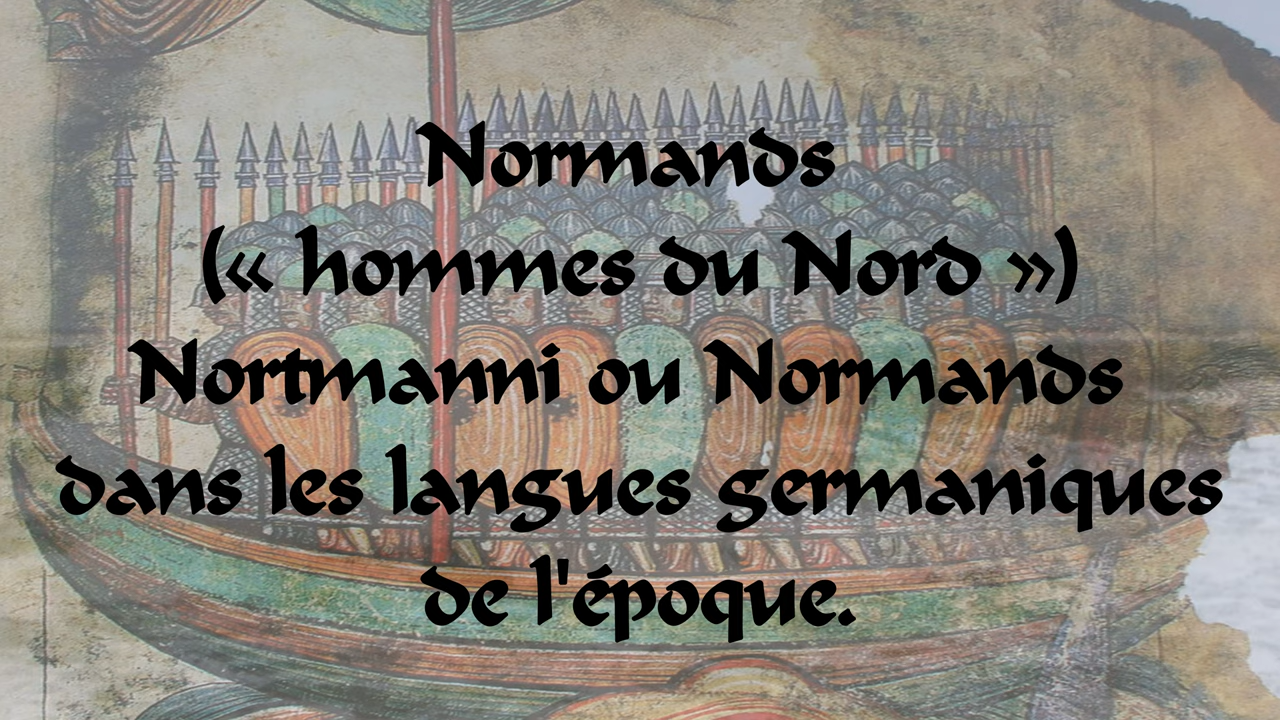 Normands
(« hommes du Nord »)
Nortmanni ou Normands
dans les langues germaniques
de l'époque.